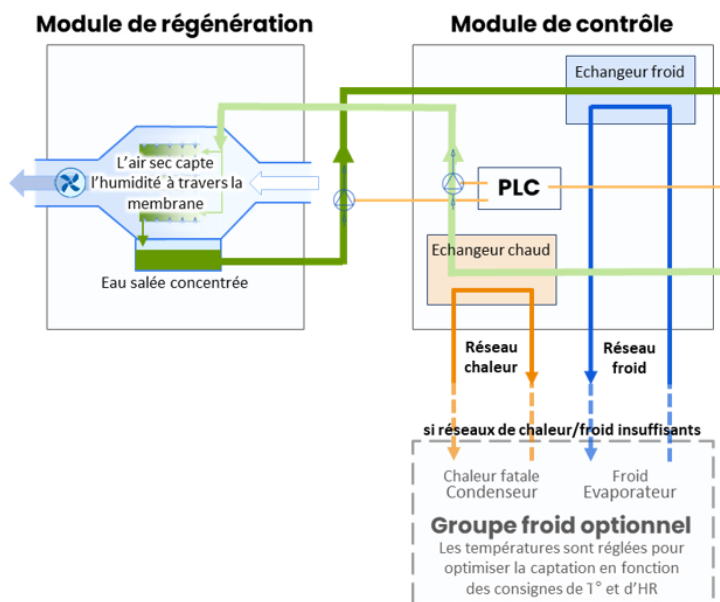 Module de régénération
Module de contrôle
Echangeur froid
L'air sec capte
l'humidité à travers la
membrane
PLC
Echangeur chaud
Eau salée concentrée
Réseau
chaleur
Réseau
froid
si réseaux de chaleur/froid insuffisants
Chaleur fatale
Condenseur
Froid
Evaporateur
Groupe froid optionnel
Les températures sont réglées pour
optimiser la captation en fonction
des consignes de T° et d'HR